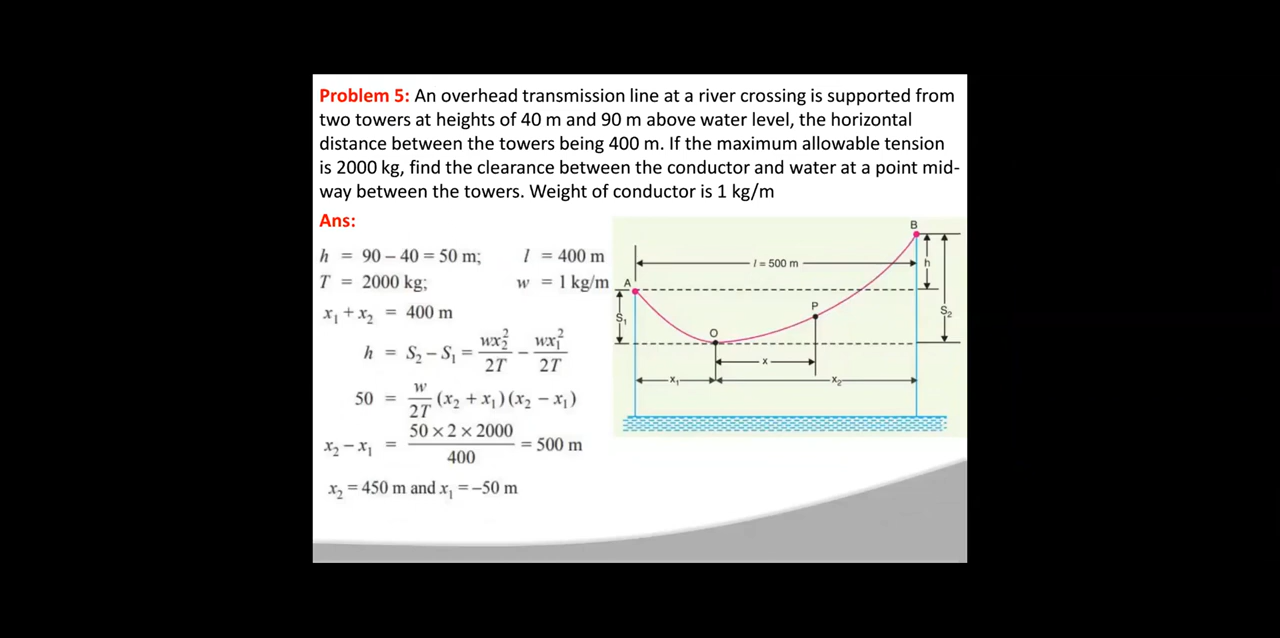 Problem 5: An overhead transmission line at a river crossing is supported from
two towers at heights of 40 m and 90 m above water level, the horizontal
distance between the towers being 400 m. If the maximum allowable tension
is 2000 kg, find the clearance between the conductor and water at a point mid-
way between the towers. Weight of conductor is 1 kg/m
Ans:
h = 90 – 40 = 50 m; l = 400 m
T = 2000 kg; w = 1 kg/m
x₁ + x₂ = 400 m
h = S₂ – S₁ = wx₂²/2T – wx₁²/2T
50 = w/2T (x₂ + x₁) (x₂ – x₁)
x₂ – x₁ = 50 × 2 × 2000/400 = 500 m
x₂ = 450 m and x₁ = –50 m
B
l = 500 m
h
A
S₁
P
S₂
O
x
x₁
x₂